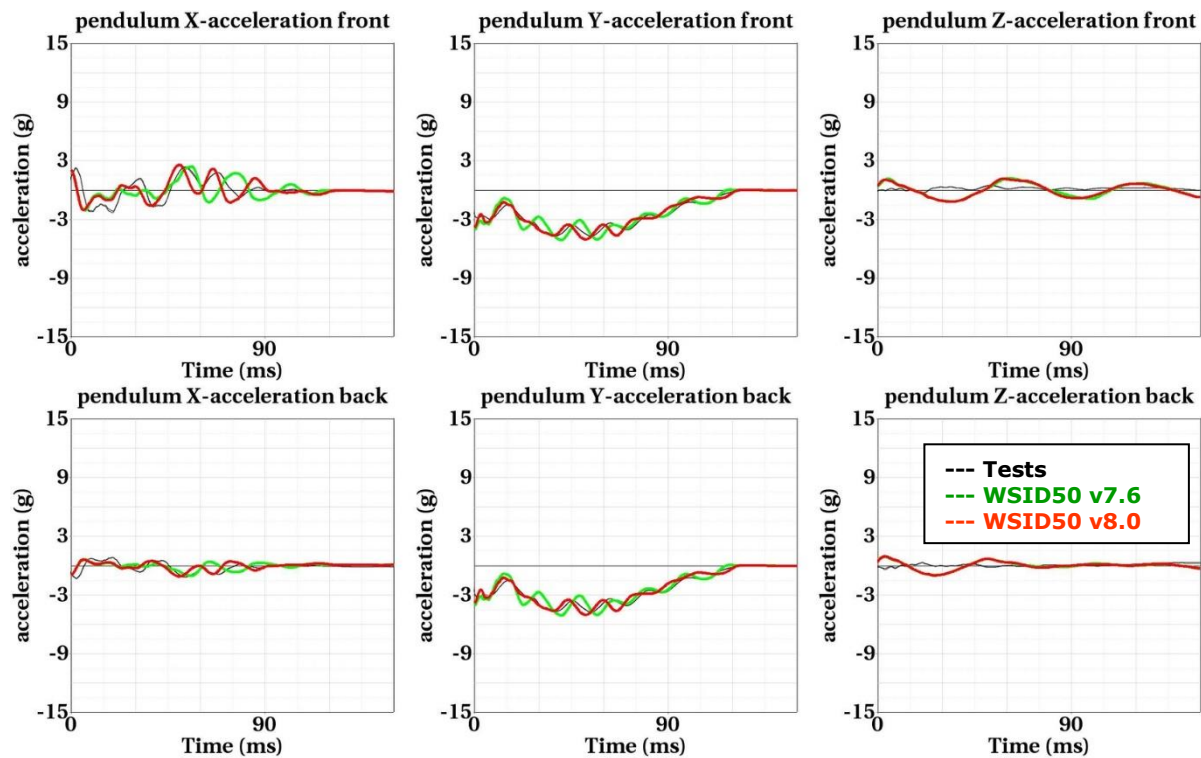 pendulum X-acceleration front
15
9
3
-3
-9
-15
acceleration (g)
0
90
Time (ms)
pendulum Y-acceleration front
15
9
3
-3
-9
-15
acceleration (g)
0
90
Time (ms)
pendulum Z-acceleration front
15
9
3
-3
-9
-15
acceleration (g)
0
90
Time (ms)
pendulum X-acceleration back
15
9
3
-3
-9
-15
acceleration (g)
0
90
Time (ms)
pendulum Y-acceleration back
15
9
3
-3
-9
-15
acceleration (g)
0
90
Time (ms)
pendulum Z-acceleration back
15
9
3
-3
-9
-15
acceleration (g)
0
90
Time (ms)
--- Tests
--- WSID50 v7.6
--- WSID50 v8.0